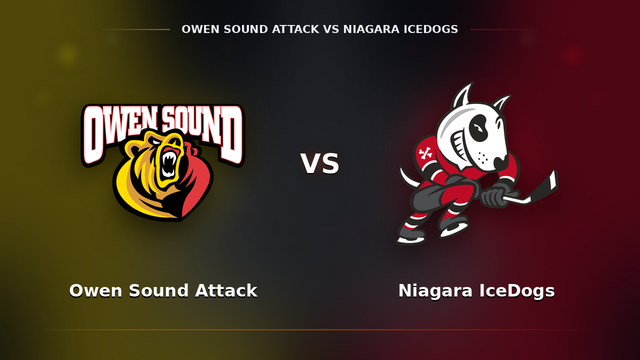 OWEN SOUND ATTACK VS NIAGARA ICEDOGS
OWEN SOUND
VS
Owen Sound Attack
Niagara IceDogs